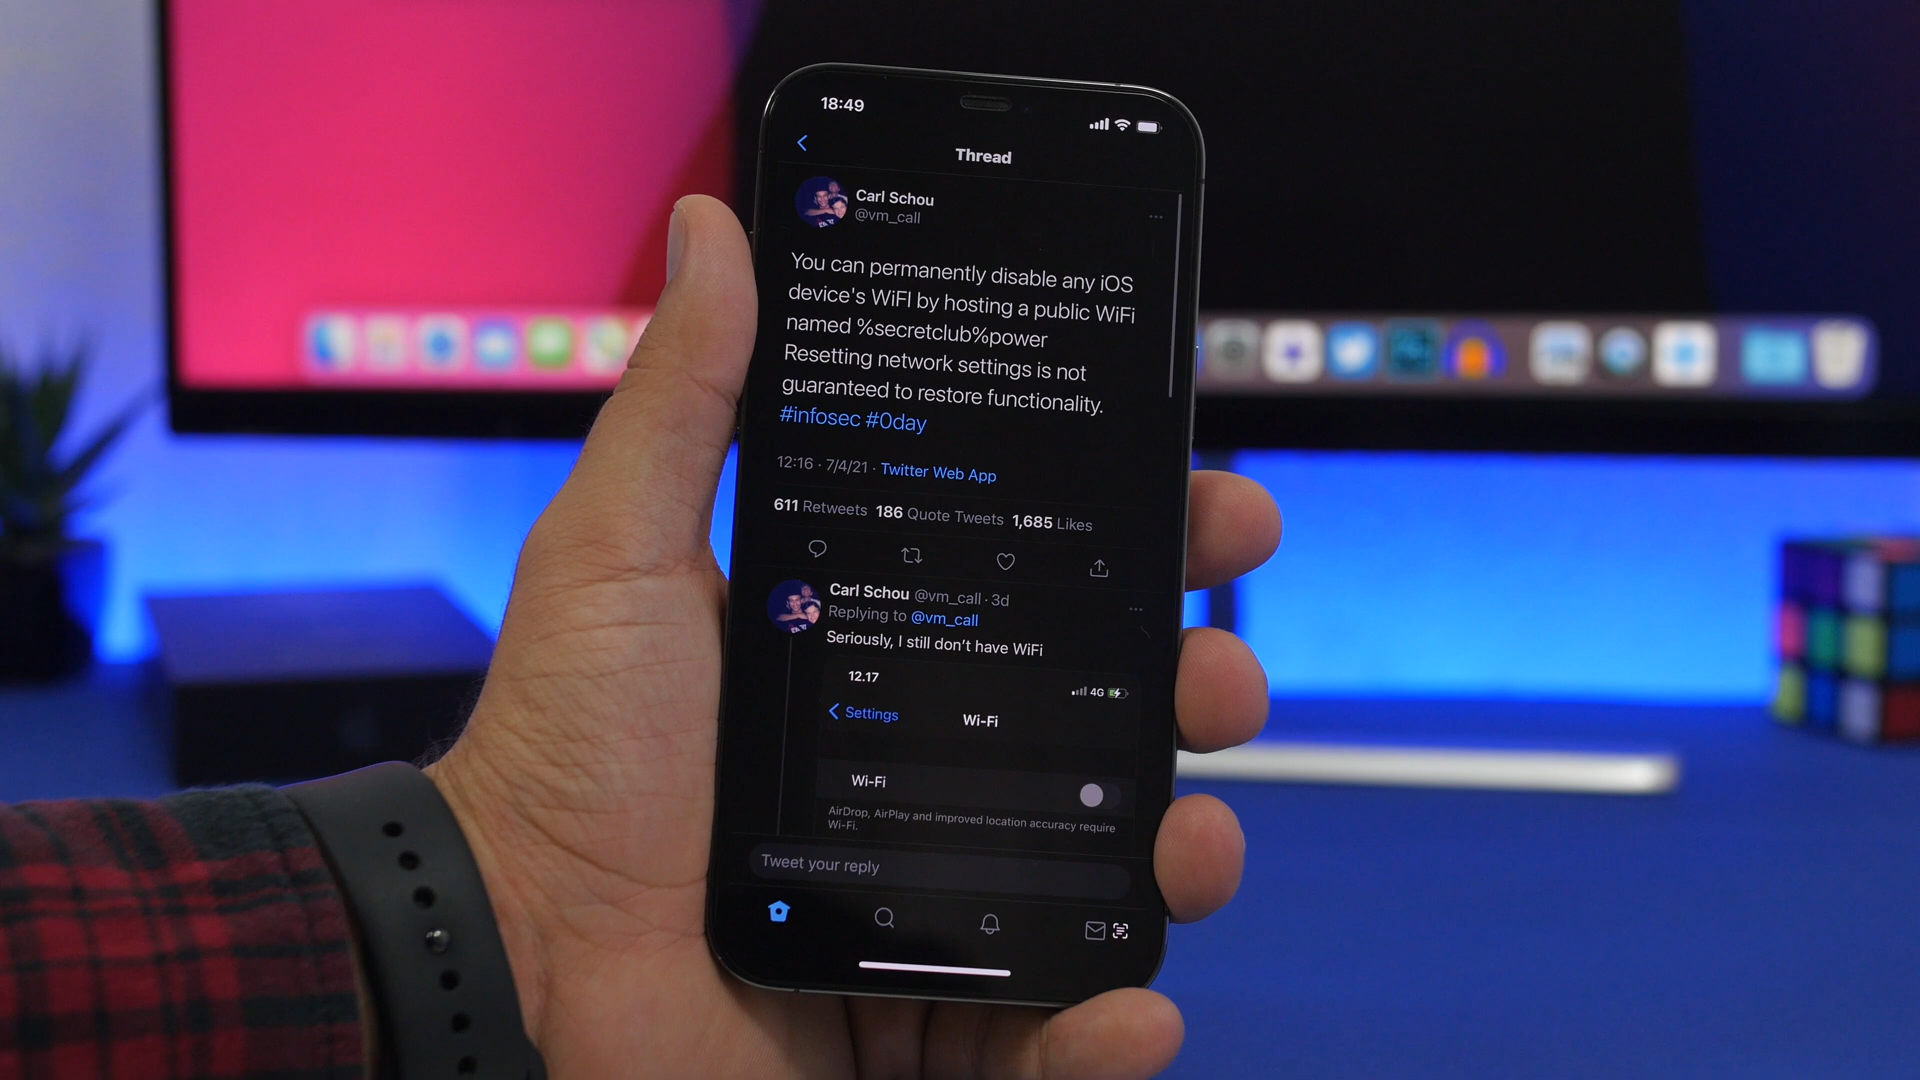 18:49
Thread
Carl Schou
@vm_call
You can permanently disable any iOS
device's WiFI by hosting a public WiFi
named %secretclub%power
Resetting network settings is not
guaranteed to restore functionality.
#infosec #0day
12:16 · 7/4/21 · Twitter Web App
611 Retweets 186 Quote Tweets 1,685 Likes
Carl Schou @vm_call · 3d
Replying to @vm_call
Seriously, I still don’t have WiFi
12.17
4G
Settings
Wi-Fi
Wi-Fi
AirDrop, AirPlay and improved location accuracy require
Wi-Fi.
Tweet your reply